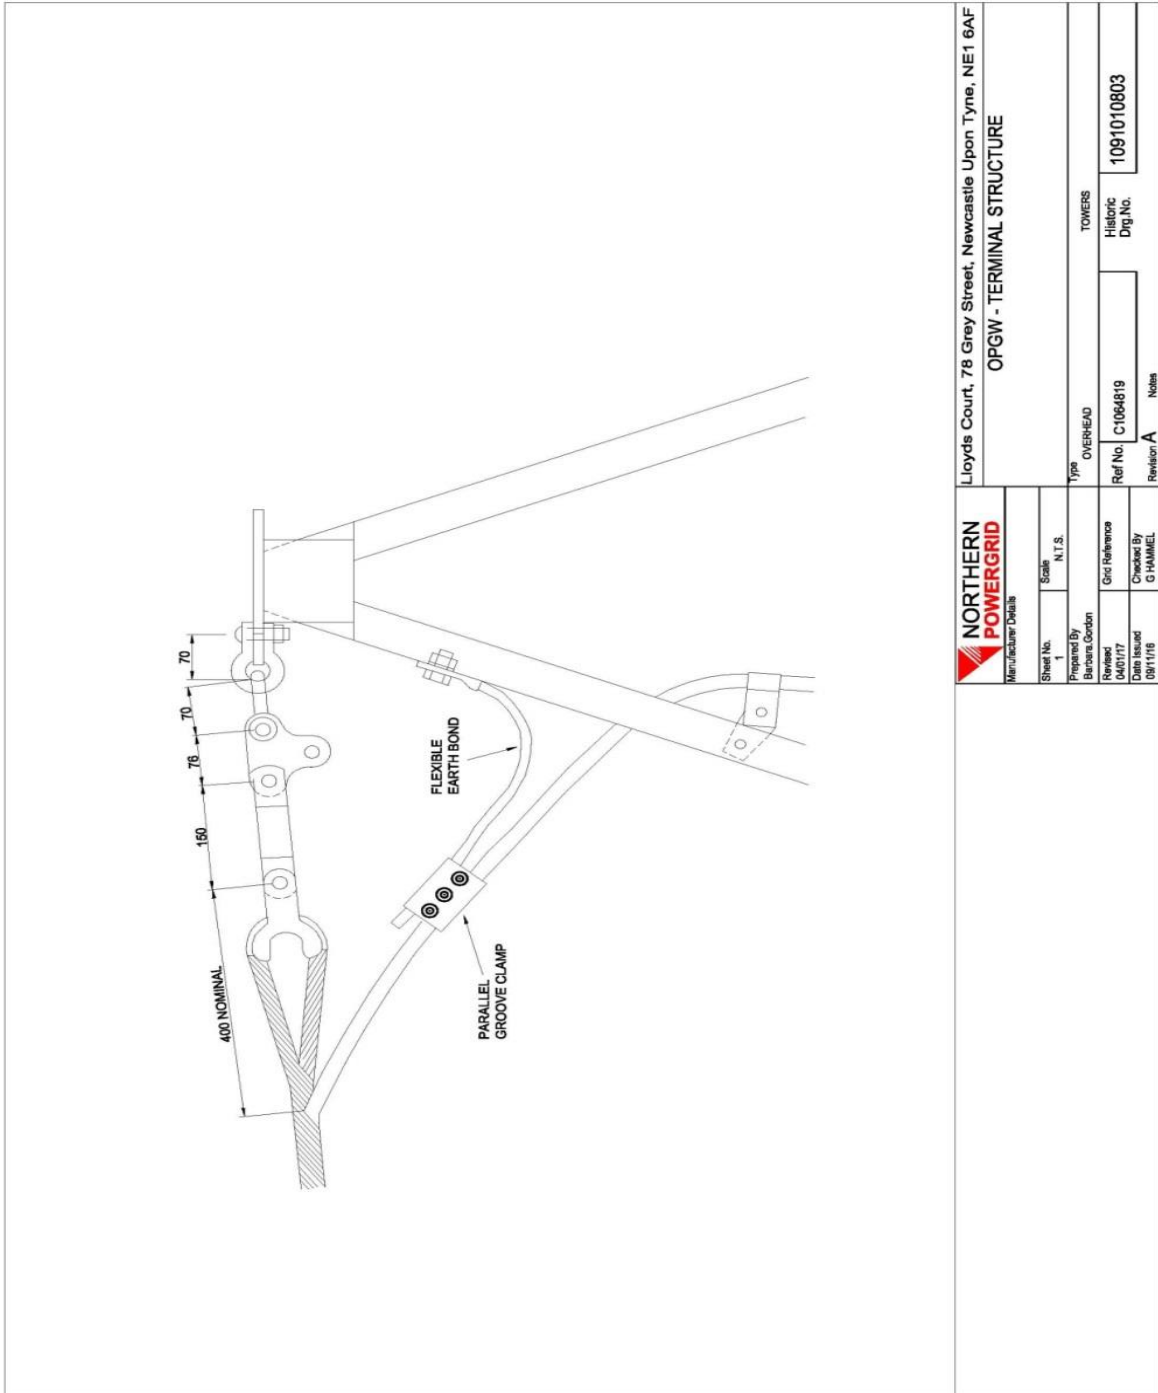 70
70
76
150
400 NOMINAL
FLEXIBLE
EARTH BOND
PARALLEL
GROOVE CLAMP
NORTHERN
POWERGRID
Lloyds Court, 78 Grey Street, Newcastle Upon Tyne, NE1 6AF
OPGW - TERMINAL STRUCTURE
Manufacturer Details
Sheet No.
1
Scale
N.T.S.
Prepared By
Barbara.Gordon
Type
OVERHEAD
TOWERS
Revised
04/01/17
Grid Reference
Ref No.
C1064819
Historic
Drg.No.
1091010803
Date Issued
09/11/16
Checked By
G HAMMEL
Revision A
Notes